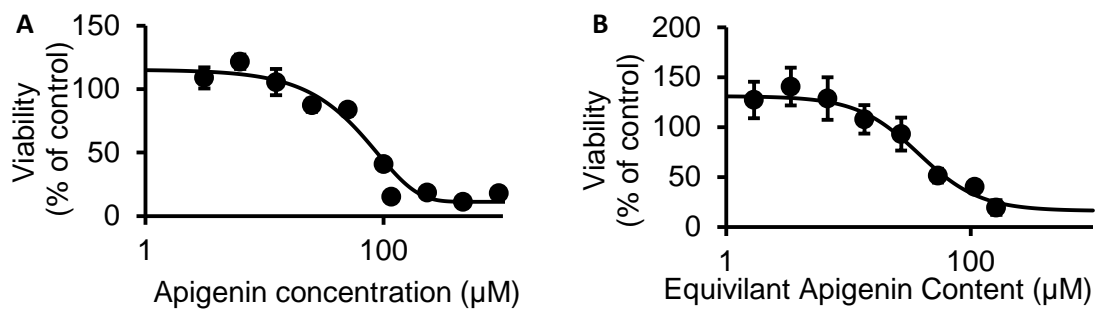 A
Viability
(% of control)
150
100
50
0
1
100
Apigenin concentration (µM)
B
Viability
(% of control)
200
150
100
50
0
1
100
Equivilant Apigenin Content (µM)